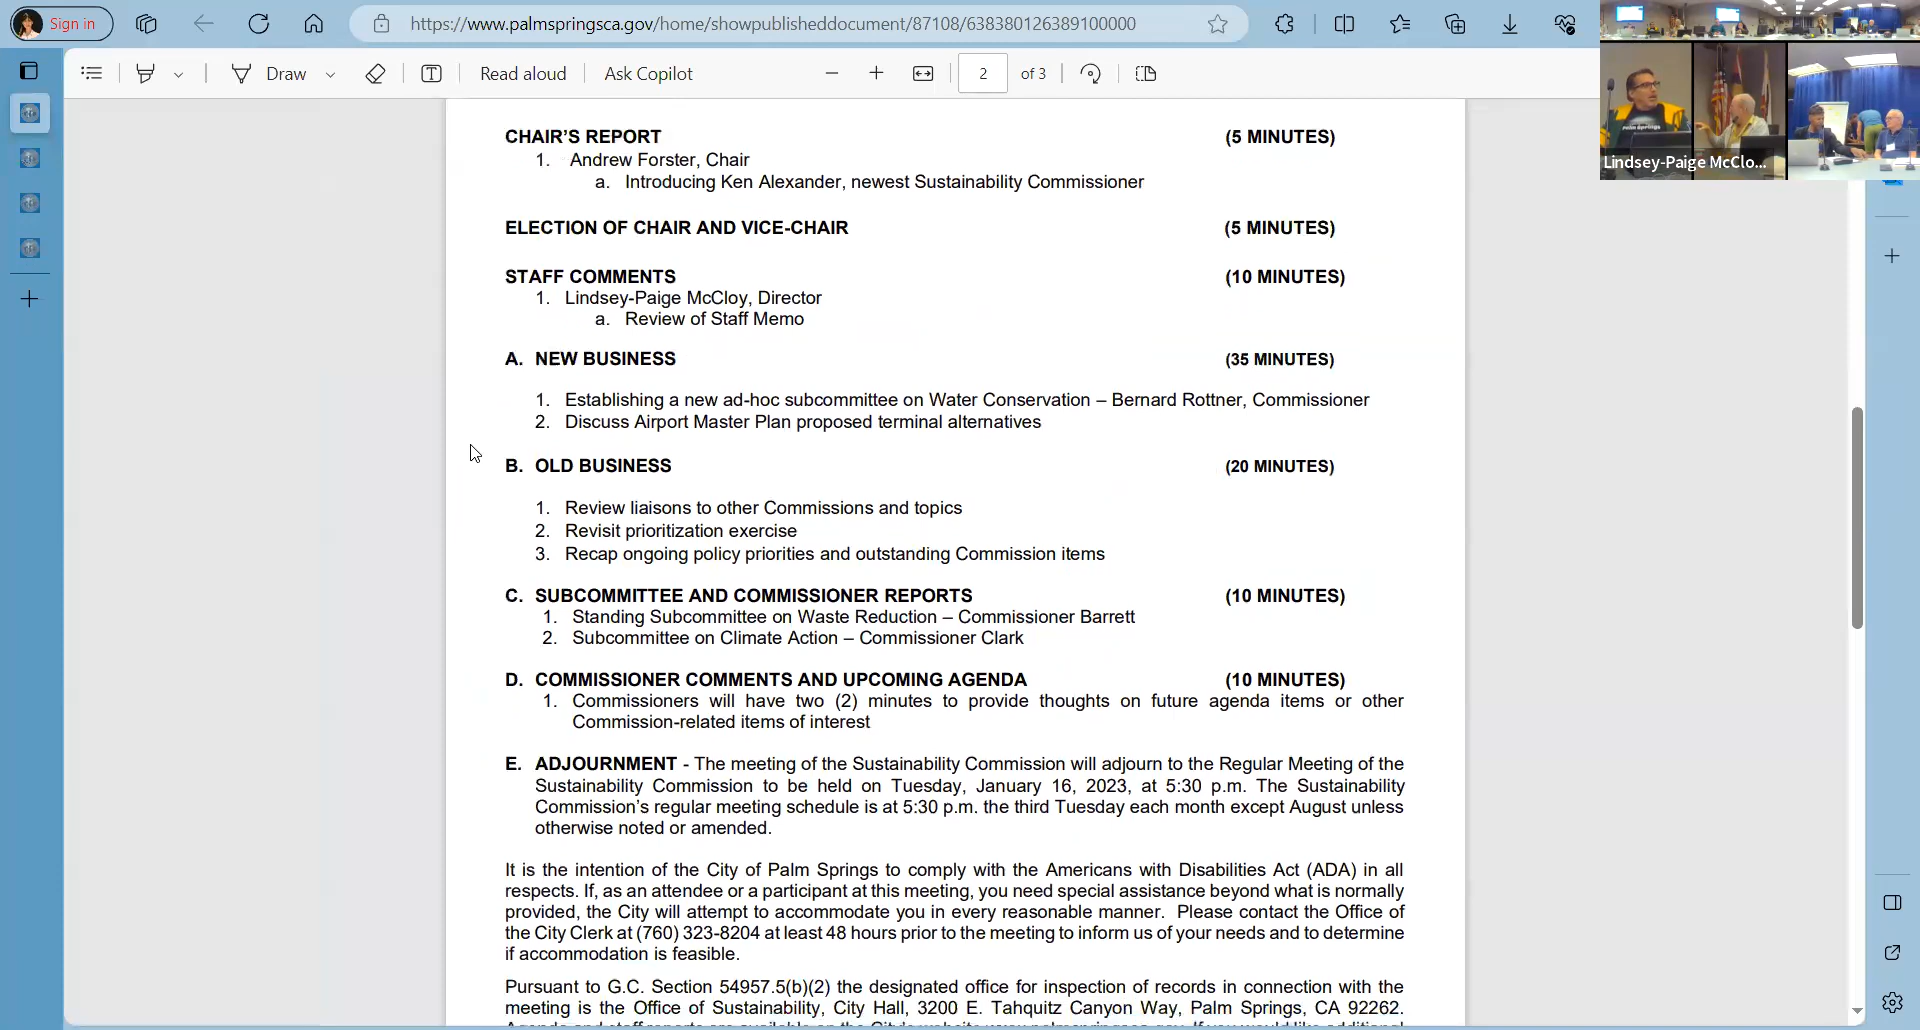 Sign in
https://www.palmspringsca.gov/home/showpublisheddocument/87108/638380126389100000
Draw
Read aloud
Ask Copilot
2
of 3
Lindsey-Paige McClo...
CHAIR'S REPORT (5 MINUTES)
1. Andrew Forster, Chair
a. Introducing Ken Alexander, newest Sustainability Commissioner
ELECTION OF CHAIR AND VICE-CHAIR (5 MINUTES)
STAFF COMMENTS (10 MINUTES)
1. Lindsey-Paige McCloy, Director
a. Review of Staff Memo
A. NEW BUSINESS (35 MINUTES)
1. Establishing a new ad-hoc subcommittee on Water Conservation – Bernard Rottner, Commissioner
2. Discuss Airport Master Plan proposed terminal alternatives
B. OLD BUSINESS (20 MINUTES)
1. Review liaisons to other Commissions and topics
2. Revisit prioritization exercise
3. Recap ongoing policy priorities and outstanding Commission items
C. SUBCOMMITTEE AND COMMISSIONER REPORTS (10 MINUTES)
1. Standing Subcommittee on Waste Reduction – Commissioner Barrett
2. Subcommittee on Climate Action – Commissioner Clark
D. COMMISSIONER COMMENTS AND UPCOMING AGENDA (10 MINUTES)
1. Commissioners will have two (2) minutes to provide thoughts on future agenda items or other
Commission-related items of interest
E. ADJOURNMENT - The meeting of the Sustainability Commission will adjourn to the Regular Meeting of the
Sustainability Commission to be held on Tuesday, January 16, 2023, at 5:30 p.m. The Sustainability
Commission's regular meeting schedule is at 5:30 p.m. the third Tuesday each month except August unless
otherwise noted or amended.
It is the intention of the City of Palm Springs to comply with the Americans with Disabilities Act (ADA) in all
respects. If, as an attendee or a participant at this meeting, you need special assistance beyond what is normally
provided, the City will attempt to accommodate you in every reasonable manner. Please contact the Office of
the City Clerk at (760) 323-8204 at least 48 hours prior to the meeting to inform us of your needs and to determine
if accommodation is feasible.
Pursuant to G.C. Section 54957.5(b)(2) the designated office for inspection of records in connection with the
meeting is the Office of Sustainability, City Hall, 3200 E. Tahquitz Canyon Way, Palm Springs, CA 92262.